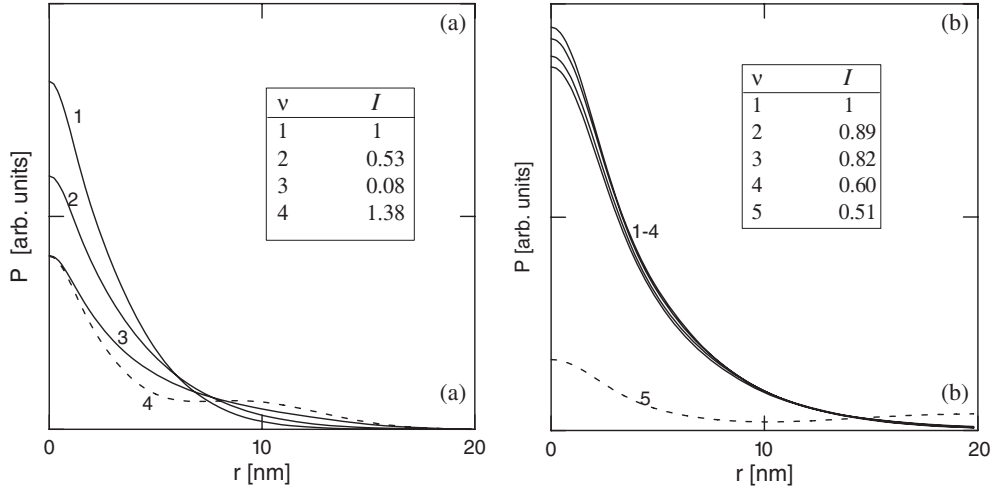 (a)
P [arb. units]
ν I
1 1
2 0.53
3 0.08
4 1.38
1
2
3
4
(a)
0 10 20
r [nm]
(b)
P [arb. units]
ν I
1 1
2 0.89
3 0.82
4 0.60
5 0.51
1-4
5
(b)
0 10 20
r [nm]